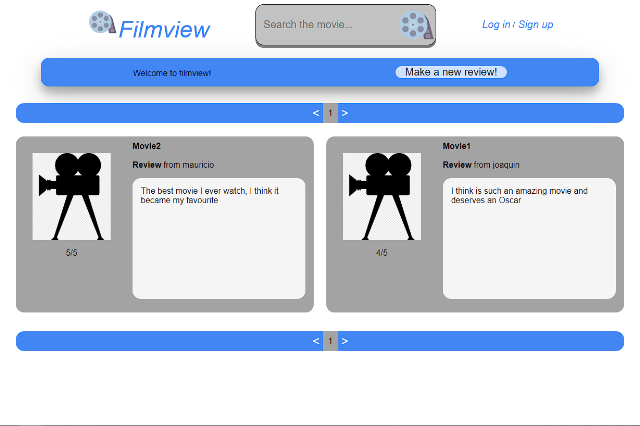 Filmview
Search the movie...
Log in / Sign up
Welcome to filmview!
Make a new review!
< 1 >
Movie2
Review from mauricio
The best movie I ever watch, I think it
became my favourite
5/5
Movie1
Review from joaquin
I think is such an amazing movie and
deserves an Oscar
4/5
< 1 >